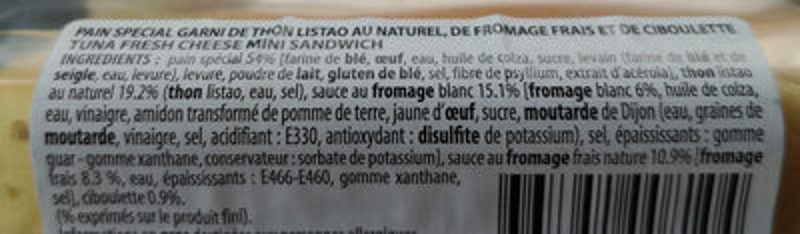 PAIN SPECIAL GARNI DE THON LISTAO AU NATUREL, DE FROMAGE FRAIS ET DE CIBOULETTE
TUNA FRESH CHEESE MINI SANDWICH
INGREDIENTS : pain spécial 54% (farine de blé, œuf, eau, huile de colza, sucre, levain (farine de blé et de
seigle, eau, levure), levure, poudre de lait, gluten de blé, sel, fibre de psyllium, extrait d'acérola), thon listao
au naturel 19.2% (thon listao, eau, sel), sauce au fromage blanc 15.1% [fromage blanc 6%, huile de colza,
eau, vinaigre, amidon transformé de pomme de terre, jaune d'œuf, sucre, moutarde de Dijon (eau, graines de
moutarde, vinaigre, sel, acidifiant : E330, antioxydant : disulfite de potassium), sel, épaississants : gomme
guar - gomme xanthane, conservateur : sorbate de potassium], sauce au fromage frais nature 10.9% [fromage
frais 8.3 %, eau, épaississants : E466-E460, gomme xanthane,
sel], ciboulette 0.9%.
(% exprimés sur le produit fini).